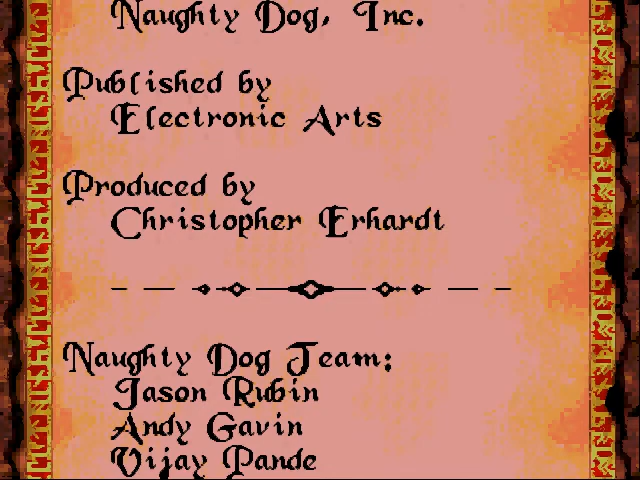 Naughty Dog, Inc.
Published by
Electronic Arts
Produced by
Christopher Erhardt
Naughty Dog Team:
Jason Rubin
Andy Gavin
Vijay Pande